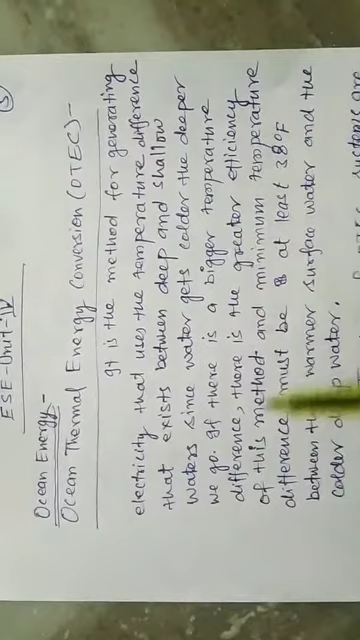 (5)
ESE-Unit-IV
Ocean Energy-
Ocean Thermal Energy Conversion (OTEC)-
It is the method for generating
electricity that uses the temperature difference
that exists between deep and shallow
waters since water gets colder the deeper
we go. If there is a bigger temperature
difference, there is the greater efficiency
of this method and minimum temperature
difference must be at least 38°F
between the warmer surface water and the
colder water.